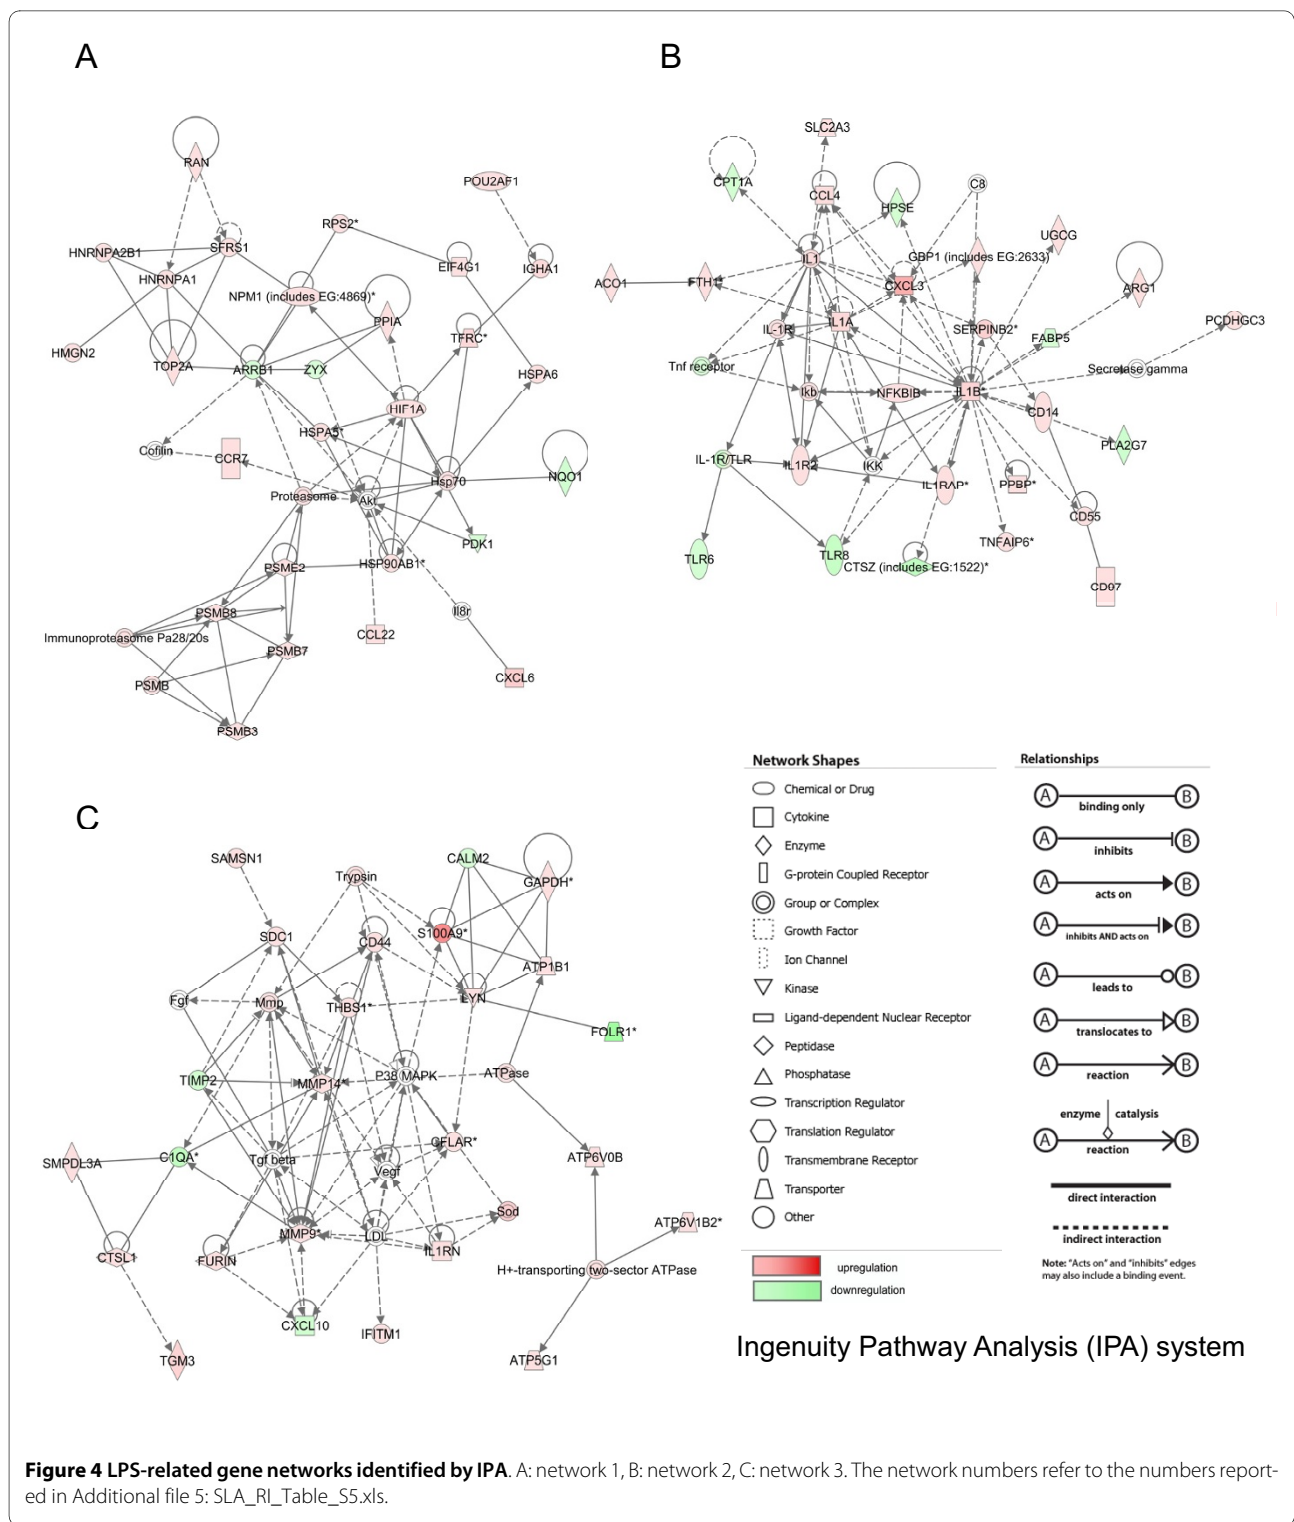 A
RAN
POU2AF1
RPS2*
HNRNPA2B1
SFRS1
EIF4G1
IGHA1
HNRNPA1
NPM1 (includes EG:4869)*
PPIA
TFRC*
HMGN2
TOP2A
ARRB1
ZYX
HSPA6
HIF1A
HSPA5*
Cofilin
CCR7
Hsp70
NQO1
Proteasome
Akt
PDK1
PSME2
HSP90AB1*
PSMB8
Il8r
Immunoproteasome Pa28/20s
CCL22
PSMB7
PSMB
CXCL6
PSMB3
B
SLC2A3
CPT1A
CCL4
C8
HPSE
UGCG
IL1
GBP1 (includes EG:2633)
ACO1
FTH1*
CXCL3
ARG1
IL-1R
IL1A
SERPINB2*
PCDHGC3
FABP5
Tnf receptor
Secretase gamma
Ikb
NFKBIB
IL1B*
CD14
PLA2G7
IL-1R/TLR
IL1R2
IKK
IL1RAP*
PPBP*
CD55
TNFAIP6*
TLR6
TLR8
CTSZ (includes EG:1522)*
CD97
C
SAMSN1
Trypsin
CALM2
GAPDH*
SDC1
CD44
S100A9*
ATP1B1
Fgf
Mmp
THBS1*
LYN
FOLR1*
TIMP2
MMP14*
P38 MAPK
ATPase
SMPDL3A
C1QA*
Tgf beta
Vegf
CFLAR*
ATP6V0B
Sod
ATP6V1B2*
CTSL1
FURIN
MMP9*
LDL
IL1RN
H+-transporting two-sector ATPase
CXCL10
IFITM1
TGM3
ATP5G1
Network Shapes
Chemical or Drug
Cytokine
Enzyme
G-protein Coupled Receptor
Group or Complex
Growth Factor
Ion Channel
Kinase
Ligand-dependent Nuclear Receptor
Peptidase
Phosphatase
Transcription Regulator
Translation Regulator
Transmembrane Receptor
Transporter
Other
upregulation
downregulation
Relationships
A B
binding only
A B
inhibits
A B
acts on
A B
inhibits AND acts on
A B
leads to
A B
translocates to
A B
reaction
enzyme catalysis
A B
reaction
direct interaction
indirect interaction
Note: "Acts on" and "inhibits" edges
may also include a binding event.
Ingenuity Pathway Analysis (IPA) system
Figure 4 LPS-related gene networks identified by IPA. A: network 1, B: network 2, C: network 3. The network numbers refer to the numbers report-
ed in Additional file 5: SLA_RI_Table_S5.xls.